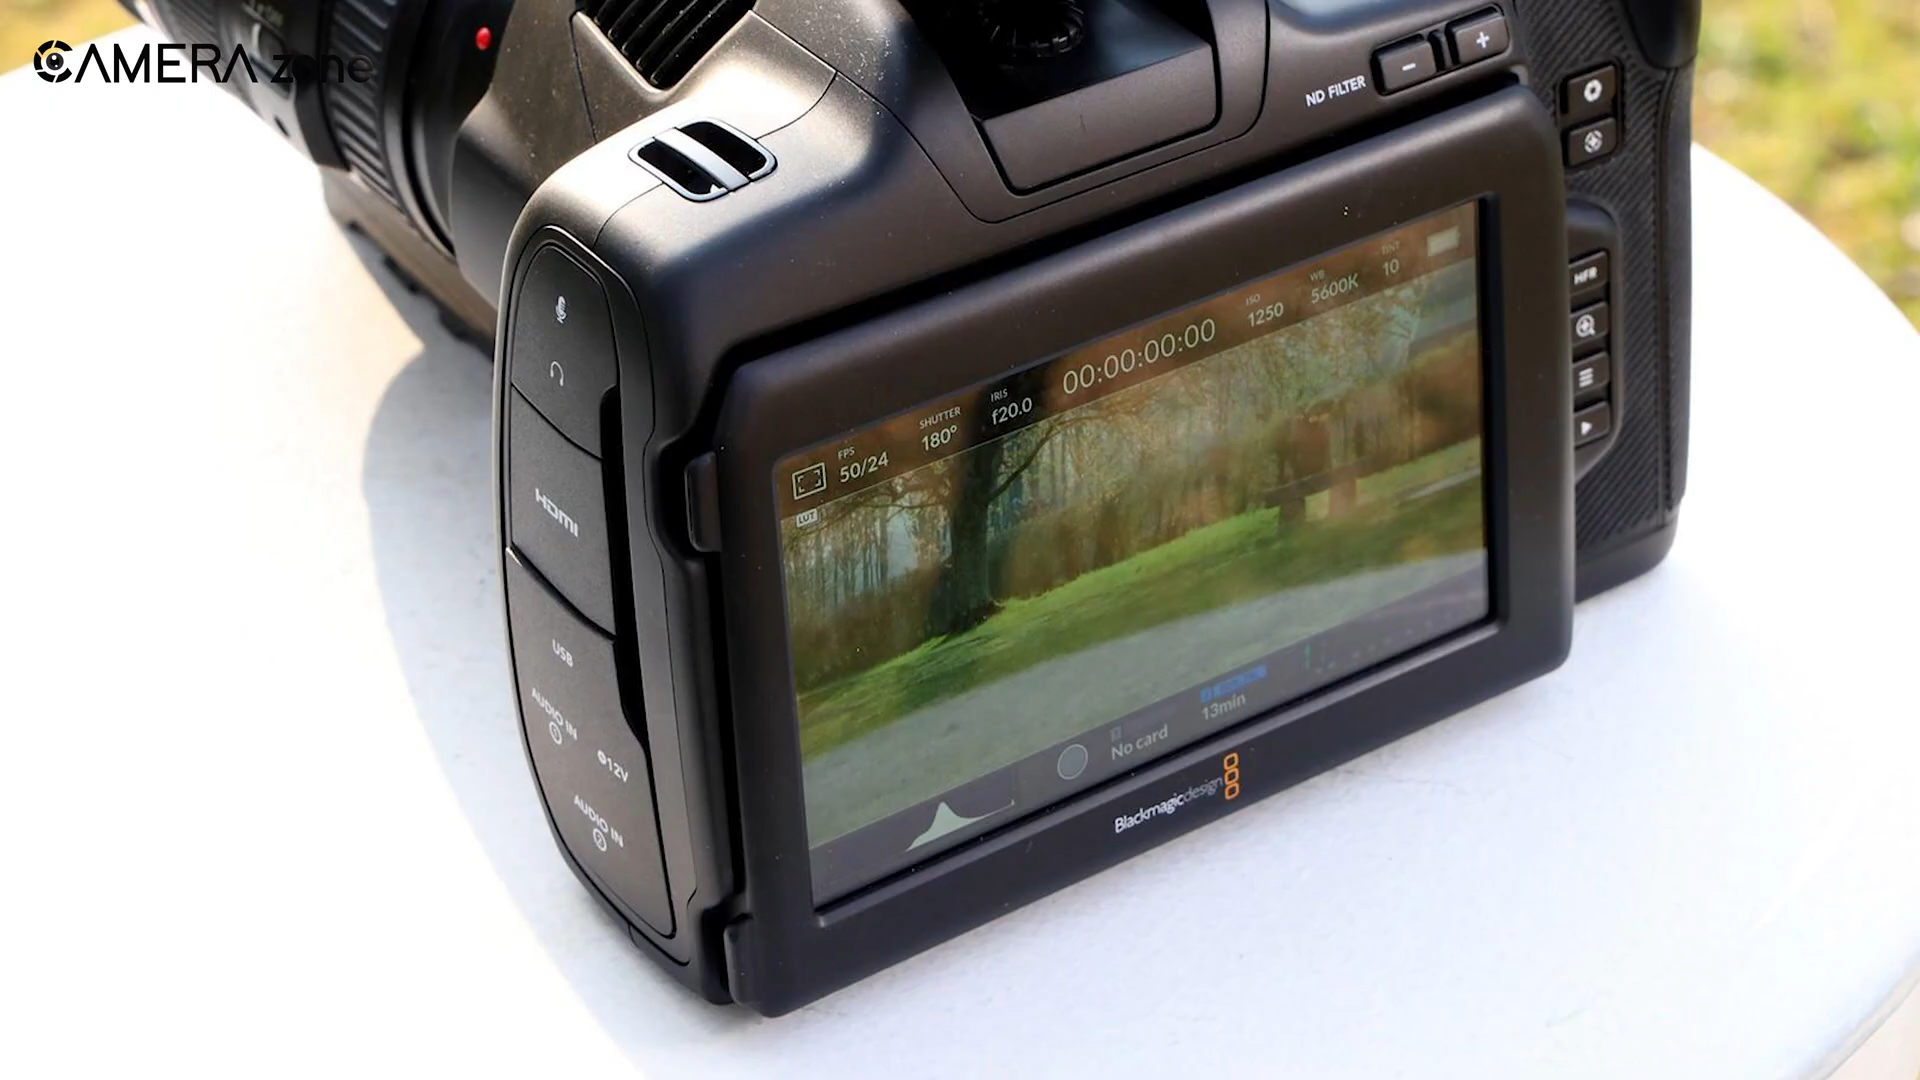 CAMERA zone
ND FILTER
- +
HFR
FPS
50/24
SHUTTER
180°
IRIS
f20.0
00:00:00:00
ISO
1250
WB
5600K
TINT
10
LUT
HDMI
USB
AUDIO IN
12V
AUDIO IN
No card
13min
Blackmagicdesign